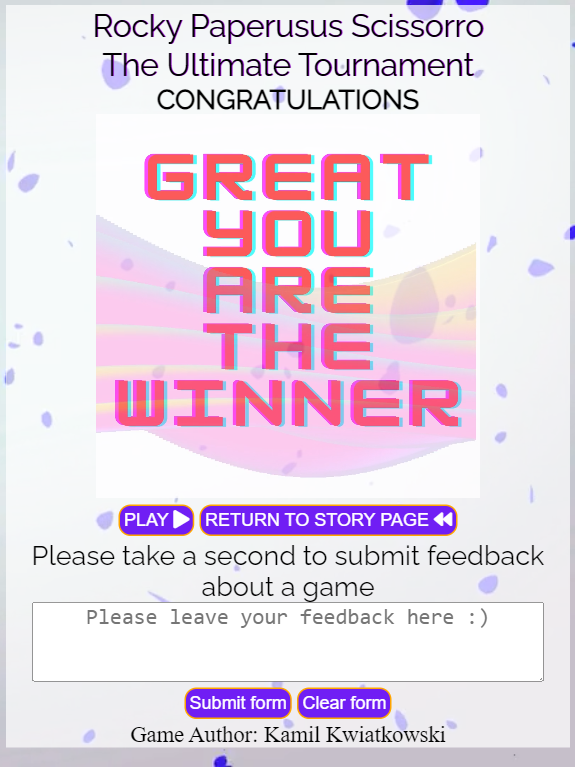 Rocky Paperusus Scissorro
The Ultimate Tournament
CONGRATULATIONS
GREAT
YOU
ARE
THE
WINNER
PLAY
RETURN TO STORY PAGE
Please take a second to submit feedback
about a game
Please leave your feedback here :)
Submit form
Clear form
Game Author: Kamil Kwiatkowski